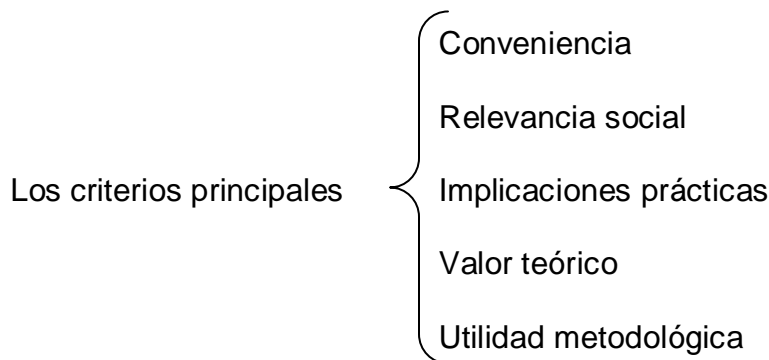 Conveniencia
Relevancia social
Los criterios principales
Implicaciones prácticas
Valor teórico
Utilidad metodológica